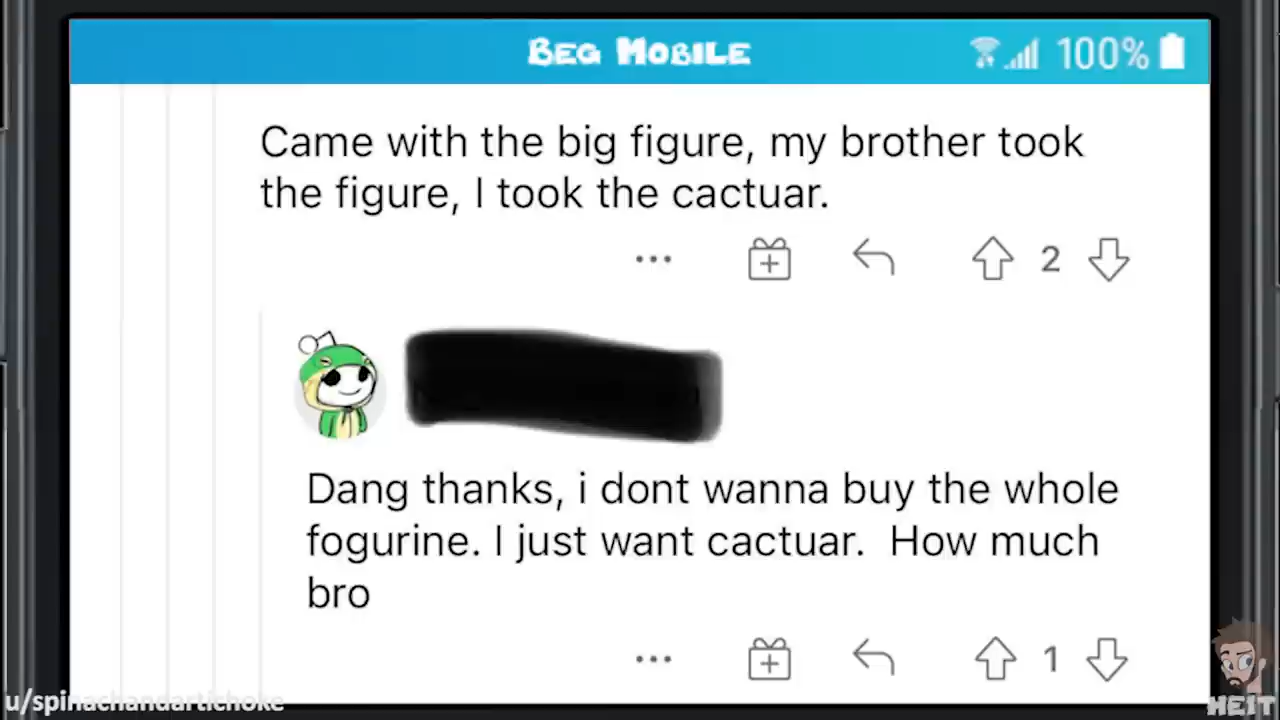 Beg Mobile
100%
Came with the big figure, my brother took
the figure, I took the cactuar.
2
Dang thanks, i dont wanna buy the whole
fogurine. I just want cactuar.  How much
bro
1
u/spinachandartichoke
HEIT